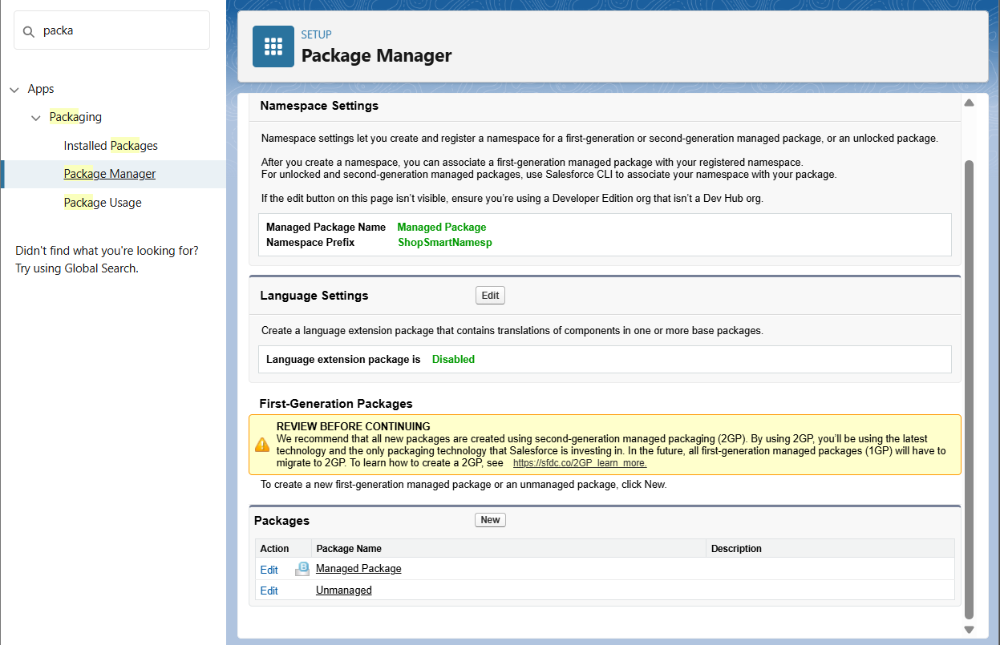 packa
Apps
Packaging
Installed Packages
Package Manager
Package Usage
Didn't find what you're looking for?
Try using Global Search.
SETUP
Package Manager
Namespace Settings
Namespace settings let you create and register a namespace for a first-generation or second-generation managed package, or an unlocked package.
After you create a namespace, you can associate a first-generation managed package with your registered namespace.
For unlocked and second-generation managed packages, use Salesforce CLI to associate your namespace with your package.
If the edit button on this page isn't visible, ensure you're using a Developer Edition org that isn't a Dev Hub org.
Managed Package Name Managed Package
Namespace Prefix ShopSmartNamesp
Language Settings Edit
Create a language extension package that contains translations of components in one or more base packages.
Language extension package is Disabled
First-Generation Packages
REVIEW BEFORE CONTINUING
We recommend that all new packages are created using second-generation managed packaging (2GP). By using 2GP, you'll be using the latest
technology and the only packaging technology that Salesforce is investing in. In the future, all first-generation managed packages (1GP) will have to
migrate to 2GP. To learn how to create a 2GP, see https://sfdc.co/2GP_learn_more.
To create a new first-generation managed package or an unmanaged package, click New.
Packages New
Action Package Name Description
Edit Managed Package
Edit Unmanaged